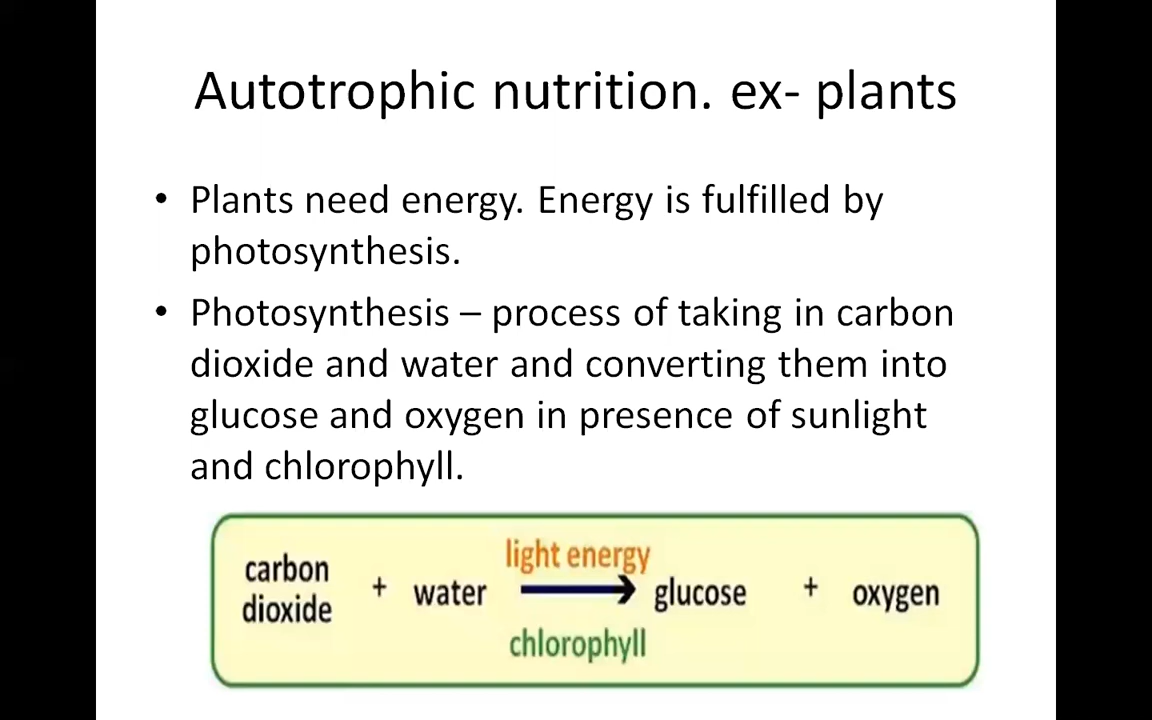 Autotrophic nutrition. ex- plants
• Plants need energy. Energy is fulfilled by
photosynthesis.
• Photosynthesis – process of taking in carbon
dioxide and water and converting them into
glucose and oxygen in presence of sunlight
and chlorophyll.
light energy
carbon
dioxide + water glucose + oxygen
chlorophyll